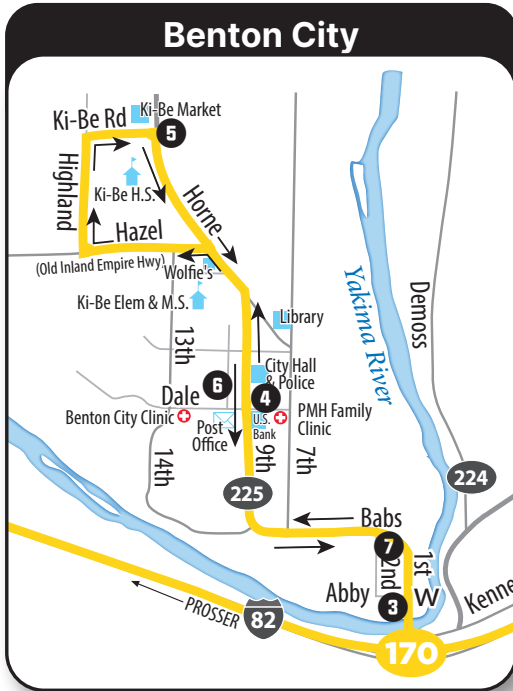 Benton City
Ki-Be Market
Ki-Be Rd
5
Highland
Ki-Be H.S.
Horne
Hazel
(Old Inland Empire Hwy)
Wolfie's
Ki-Be Elem & M.S.
Library
Yakima River
Demoss
13th
City Hall
& Police
6
4
Dale
Benton City Clinic
Post
Office
U.S.
Bank
PMH Family
Clinic
14th
9th
7th
225
224
Babs
7
1st
2nd
Abby
3
W
Kenne
PROSSER
82
170